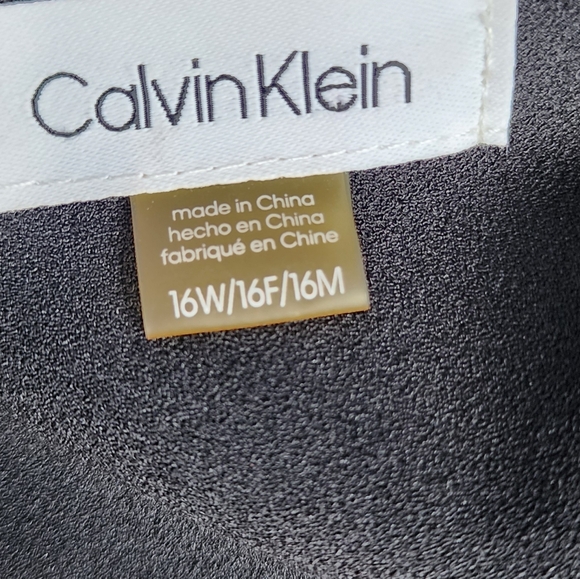 Calvin Klein
made in China
hecho en China
fabriqué en Chine
16W/16F/16M